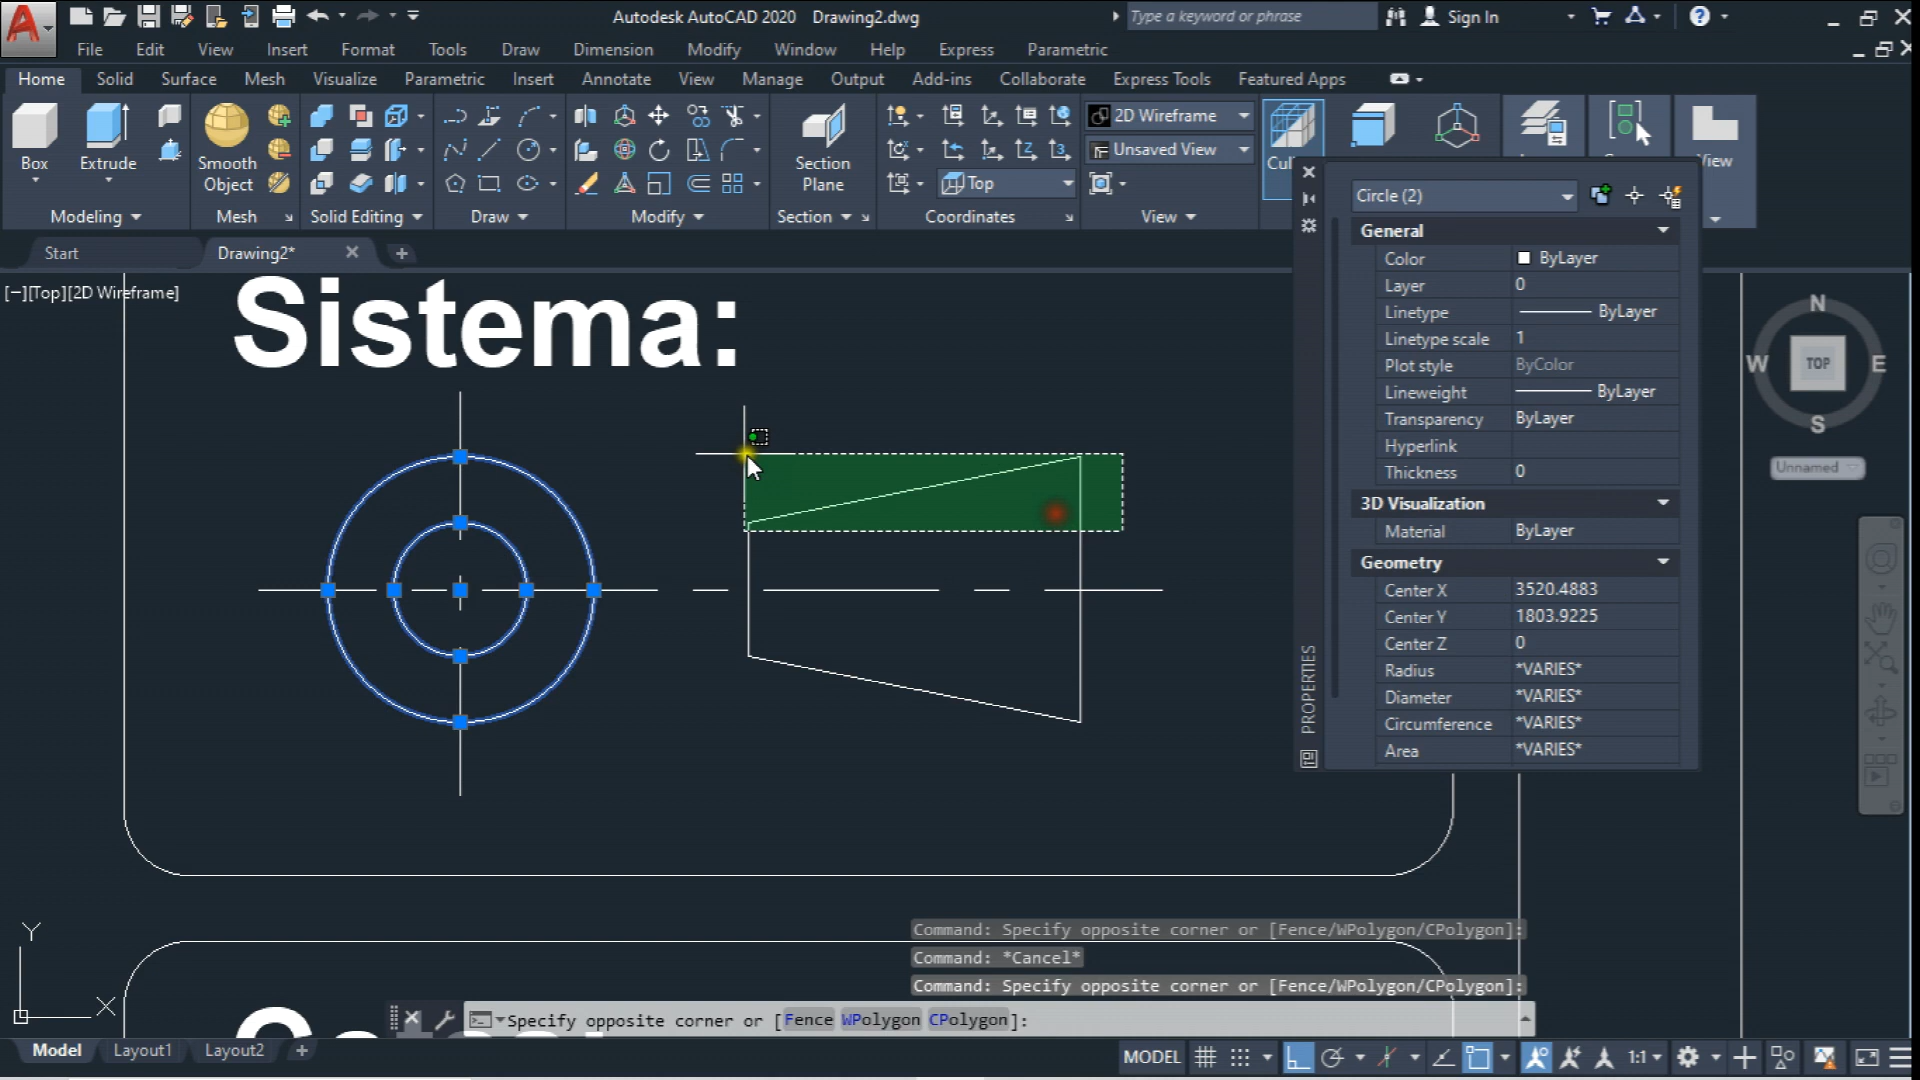 Autodesk AutoCAD 2020 Drawing2.dwg
Type a keyword or phrase
Sign In
File Edit View Insert Format Tools Draw Dimension Modify Window Help Express Parametric
Home Solid Surface Mesh Visualize Parametric Insert Annotate View Manage Output Add-ins Collaborate Express Tools Featured Apps
Box
Extrude
Smooth
Object
Section
Plane
2D Wireframe
Unsaved View
Top
View
Modeling
Mesh
Solid Editing
Draw
Modify
Section
Coordinates
View
Start
Drawing2*
[−][Top][2D Wireframe]
Sistema:
Circle (2)
General
Color ByLayer
Layer 0
Linetype ByLayer
Linetype scale 1
Plot style ByColor
Lineweight ByLayer
Transparency ByLayer
Hyperlink
Thickness 0
3D Visualization
Material ByLayer
Geometry
Center X 3520.4883
Center Y 1803.9225
Center Z 0
Radius *VARIES*
Diameter *VARIES*
Circumference *VARIES*
Area *VARIES*
PROPERTIES
N
W TOP E
S
Unnamed
Y
X
Command: Specify opposite corner or [Fence/WPolygon/CPolygon]:
Command: *Cancel*
Command: Specify opposite corner or [Fence/WPolygon/CPolygon]:
Specify opposite corner or [Fence WPolygon CPolygon]:
Model Layout1 Layout2
MODEL 1:1